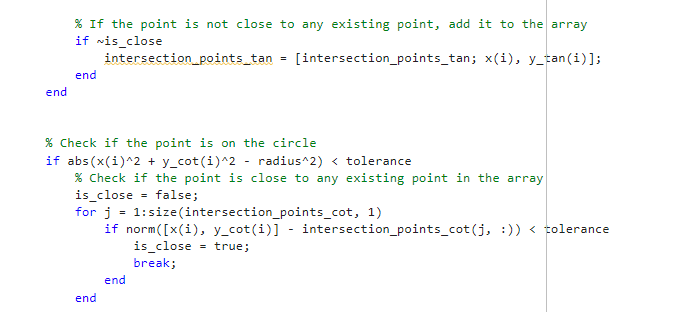 % If the point is not close to any existing point, add it to the array
if ~is_close
intersection_points_tan = [intersection_points_tan; x(i), y_tan(i)];
end
end
% Check if the point is on the circle
if abs(x(i)^2 + y_cot(i)^2 - radius^2) < tolerance
% Check if the point is close to any existing point in the array
is_close = false;
for j = 1:size(intersection_points_cot, 1)
if norm([x(i), y_cot(i)] - intersection_points_cot(j, :)) < tolerance
is_close = true;
break;
end
end